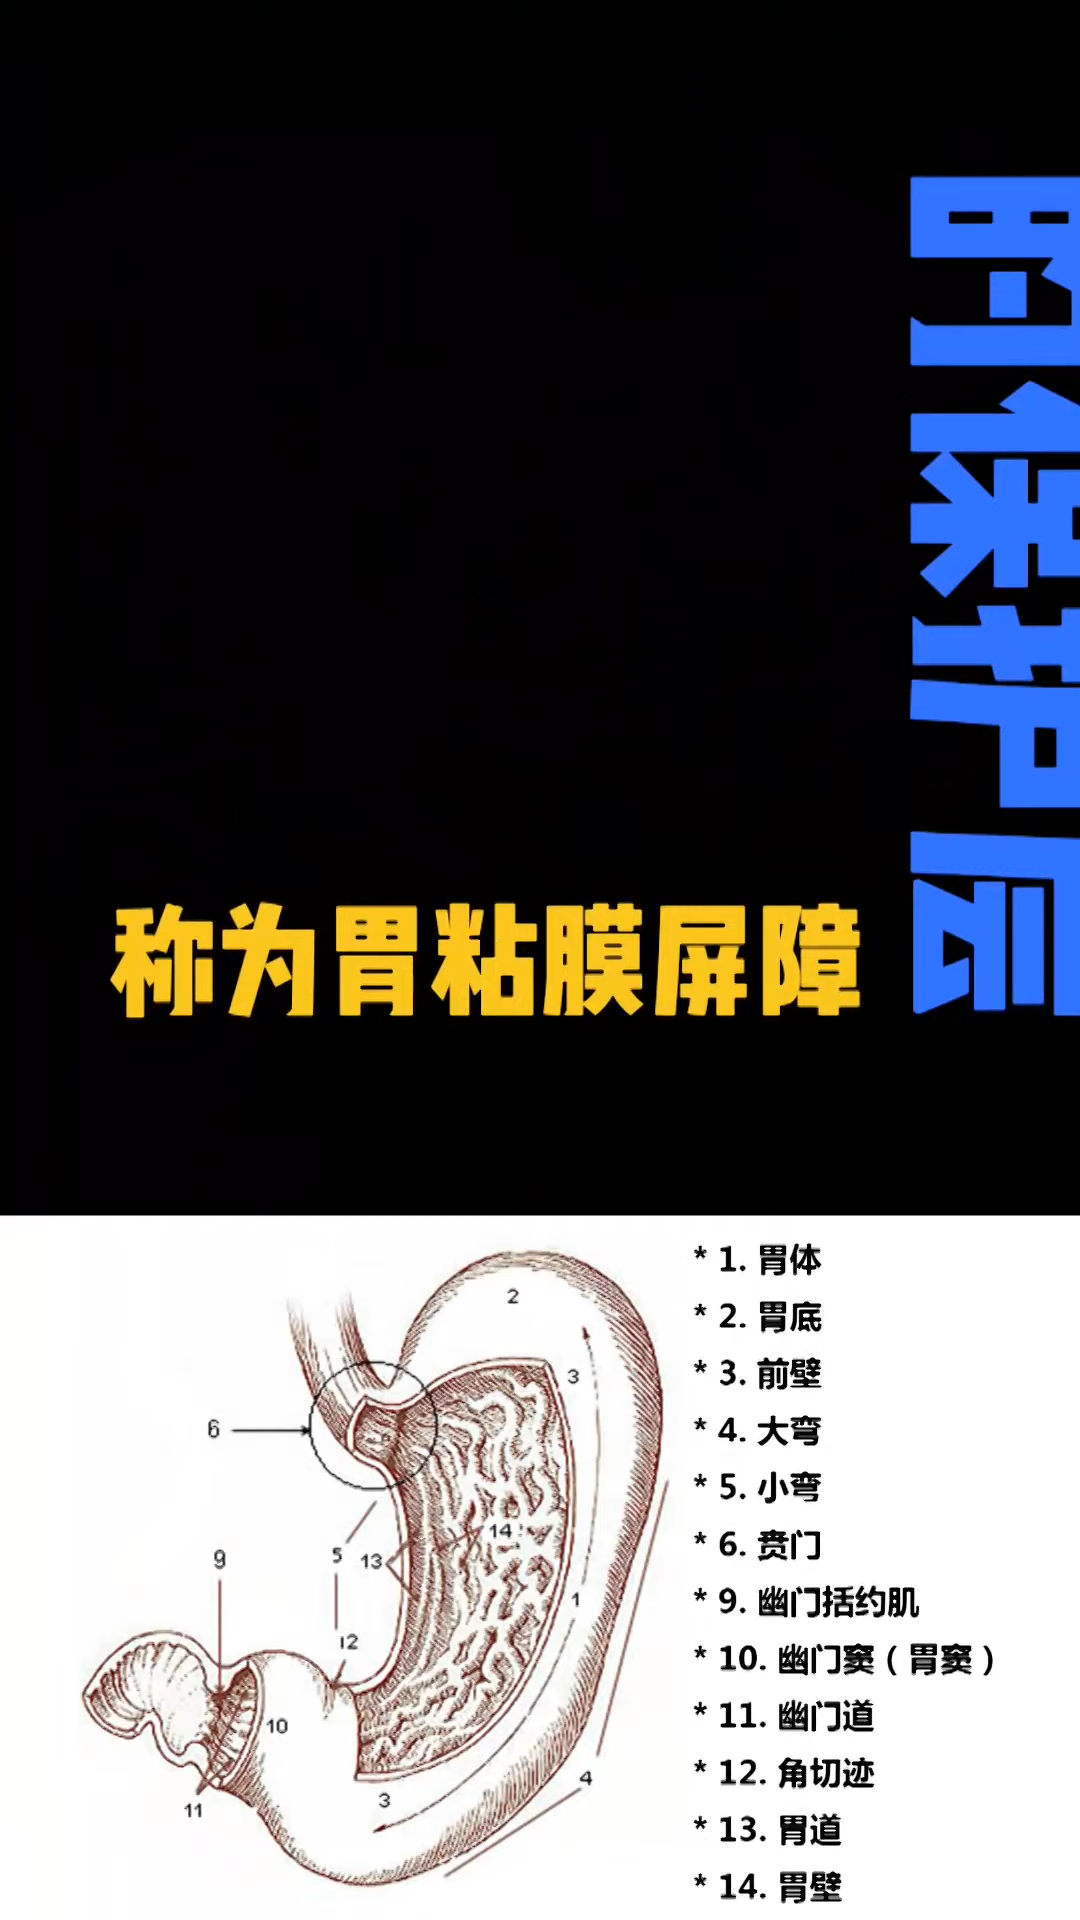 的保护层
称为胃粘膜屏障
* 1. 胃体
* 2. 胃底
* 3. 前壁
* 4. 大弯
* 5. 小弯
* 6. 贲门
* 9. 幽门括约肌
* 10. 幽门窦（胃窦）
* 11. 幽门道
* 12. 角切迹
* 13. 胃道
* 14. 胃壁
2
3
6
14
5
13
9
1
12
10
4
3
11